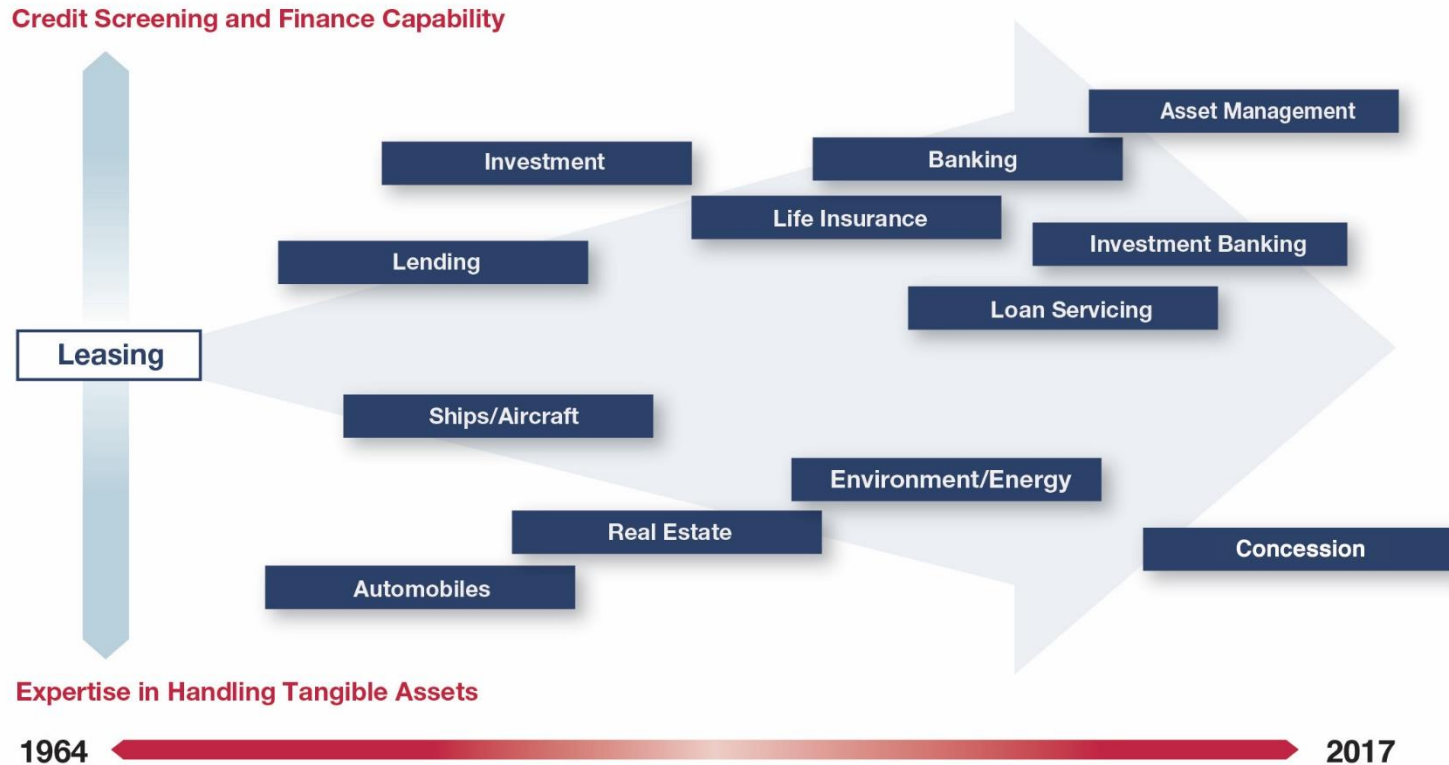 Credit Screening and Finance Capability
Asset Management
Investment
Banking
Life Insurance
Investment Banking
Lending
Loan Servicing
Leasing
Ships/Aircraft
Environment/Energy
Real Estate
Concession
Automobiles
Expertise in Handling Tangible Assets
1964
2017